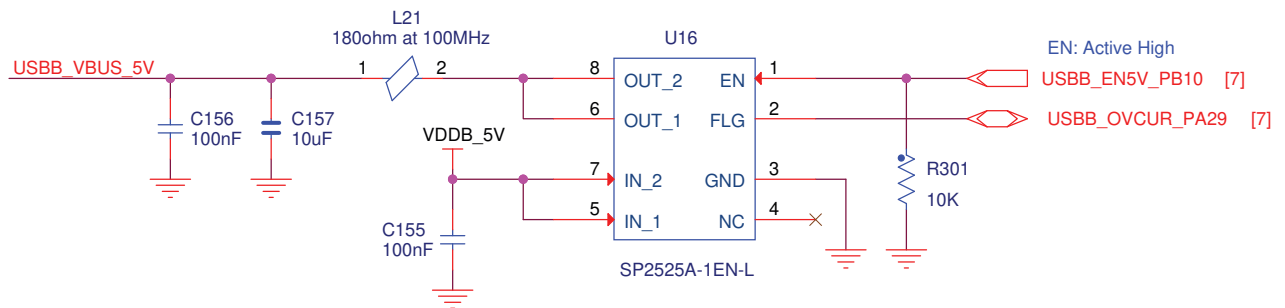 L21
180ohm at 100MHz
U16
EN: Active High
USBB_VBUS_5V
1
2
8
OUT_2
EN
1
USBB_EN5V_PB10
[7]
C156
100nF
C157
10uF
6
OUT_1
FLG
2
USBB_OVCUR_PA29
[7]
VDDB_5V
7
IN_2
GND
3
R301
10K
5
IN_1
NC
4
C155
100nF
SP2525A-1EN-L